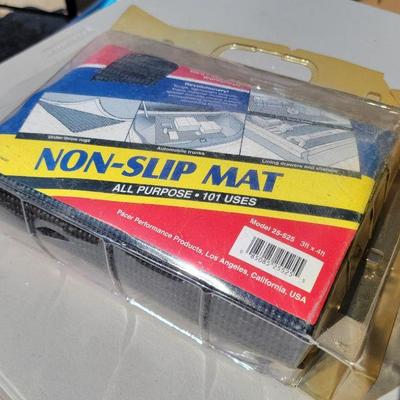 Revolutionary!
Under throw rugs
Automobile trunks
Lining drawers and shelves
NON-SLIP MAT
ALL PURPOSE • 101 USES
Model 25-525 3ft x 4ft
Pacer Performance Products, Los Angeles, California, USA